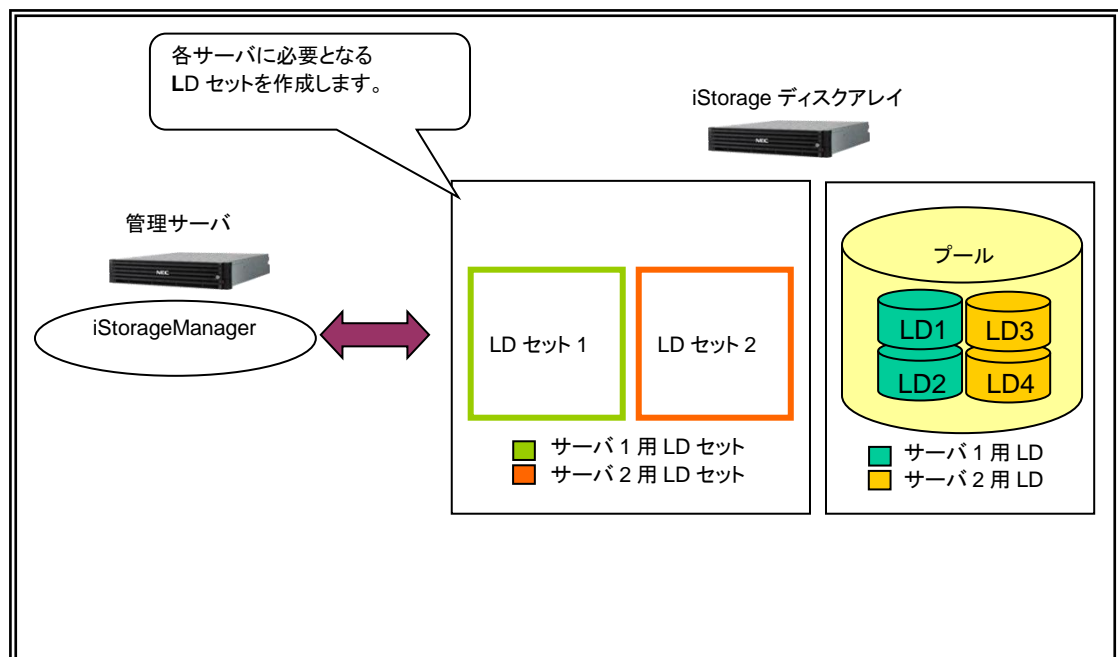 各サーバに必要となる
LD セットを作成します。
iStorage ディスクアレイ
NEC
管理サーバ
NEC
iStorageManager
LD セット 1
LD セット 2
プール
LD1
LD3
LD2
LD4
サーバ 1 用 LD セット
サーバ 2 用 LD セット
サーバ 1 用 LD
サーバ 2 用 LD